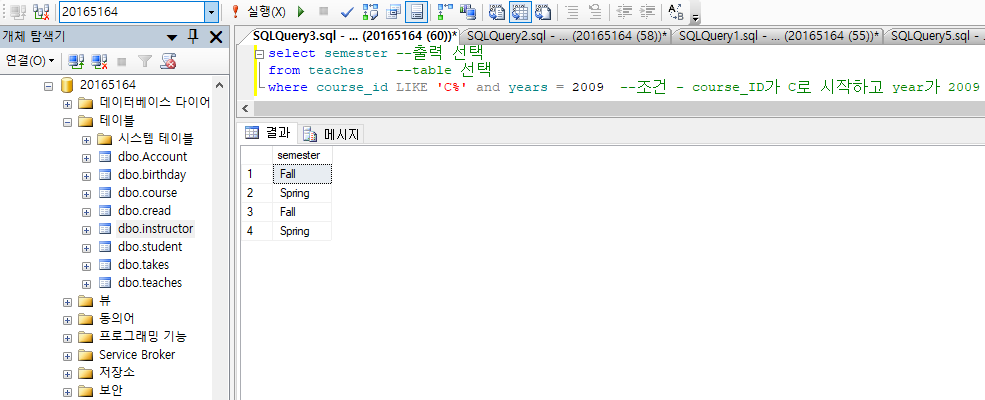 20165164
실행(X)
개체 탐색기
연결(O)
20165164
데이터베이스 다이어
테이블
시스템 테이블
dbo.Account
dbo.birthday
dbo.course
dbo.cread
dbo.instructor
dbo.student
dbo.takes
dbo.teaches
뷰
동의어
프로그래밍 기능
Service Broker
저장소
보안
SQLQuery3.sql - ... (20165164 (60))* SQLQuery2.sql - ... (20165164 (58))* SQLQuery1.sql - ... (20165164 (55))* SQLQuery5.sql - ...
select semester --출력 선택
from teaches --table 선택
where course_id LIKE 'C%' and years = 2009 --조건 - course_ID가 C로 시작하고 year가 2009
결과 메시지
semester
1 Fall
2 Spring
3 Fall
4 Spring